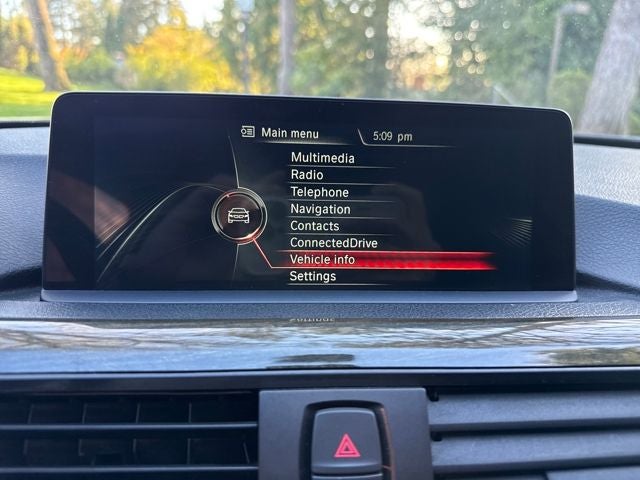 Main menu 5:09 pm
Multimedia
Radio
Telephone
Navigation
Contacts
ConnectedDrive
Vehicle info
Settings